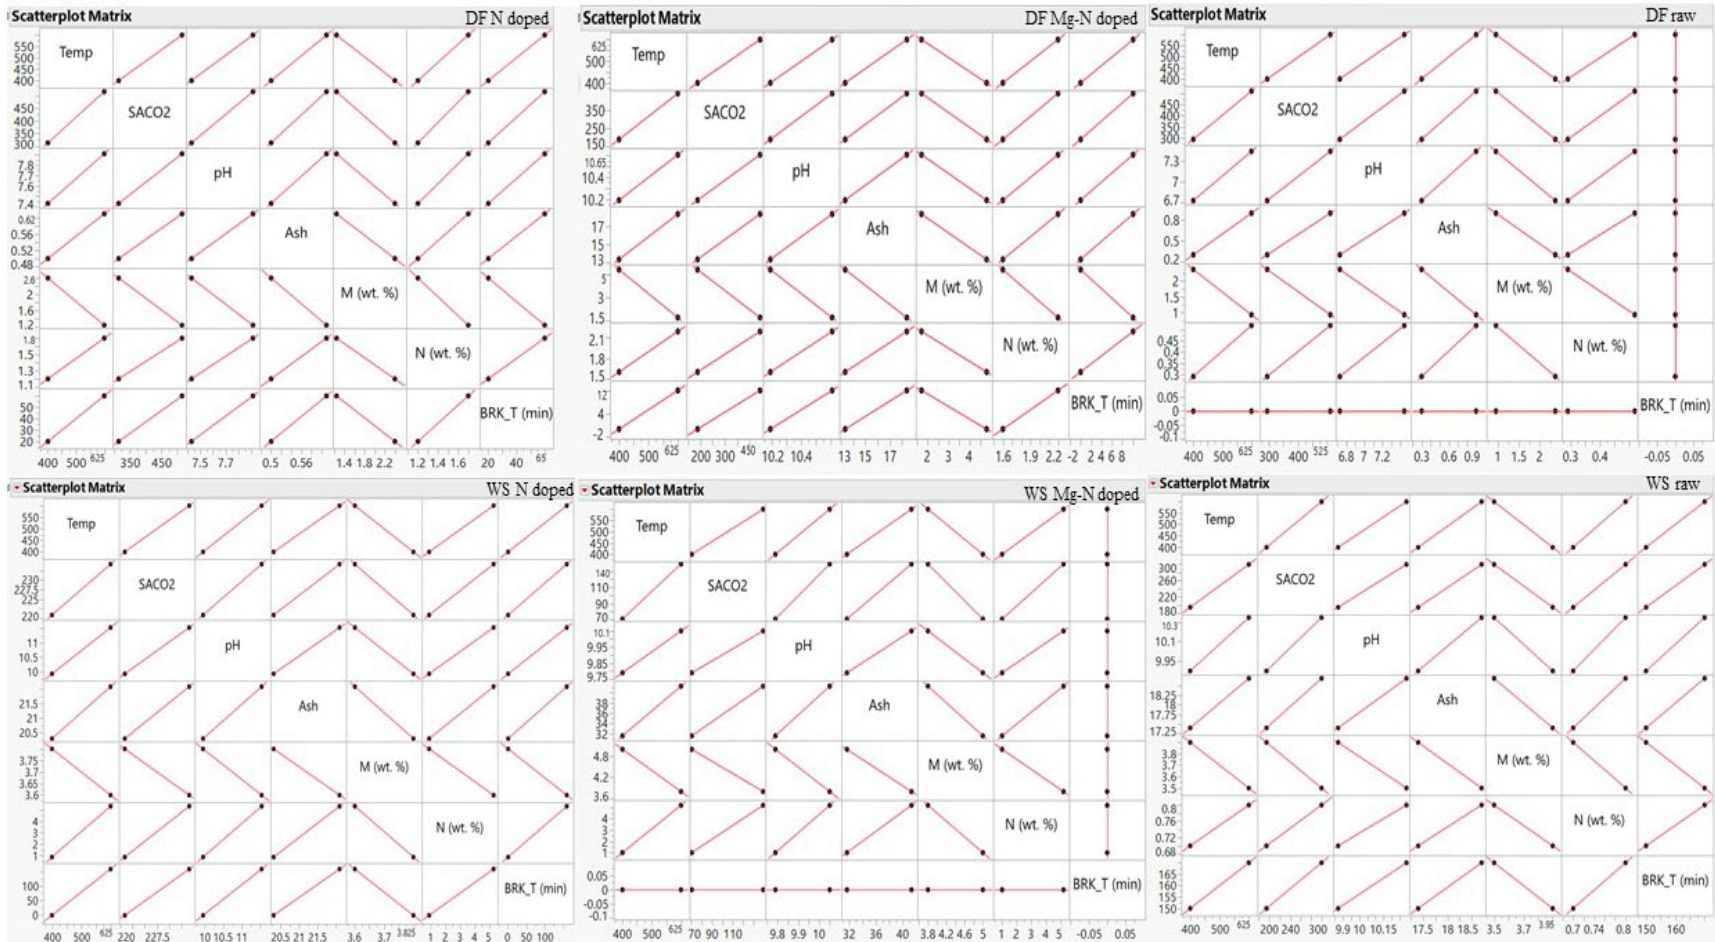 Scatterplot Matrix DF N doped
Temp
550
500
450
400
SACO2
450
400
350
300
pH
7.8
7.7
7.6
7.4
Ash
0.62
0.56
0.52
0.48
M (wt. %)
2.6
2
1.6
1.2
N (wt. %)
1.8
1.5
1.3
1.1
BRK_T (min)
50
40
30
20
400 500 625 350 450 7.5 7.7 0.5 0.56 1.4 1.8 2.2 1.2 1.4 1.6 20 40 65
Scatterplot Matrix DF Mg-N doped
Temp
625
500
400
SACO2
350
250
150
pH
10.65
10.4
10.2
Ash
17
15
13
M (wt. %)
5
3
1.5
N (wt. %)
2.1
1.8
1.5
BRK_T (min)
12
4
-2
400 500 625 200 300 450 10.2 10.4 13 15 17 2 3 4 1.6 1.9 2.2 -2 2 4 6 8
Scatterplot Matrix DF raw
Temp
550
500
450
400
SACO2
450
400
350
300
pH
7.3
7
6.7
Ash
0.8
0.5
0.2
M (wt. %)
2
1.5
1
N (wt. %)
0.45
0.4
0.35
0.3
BRK_T (min)
0.05
0
-0.05
-0.1
400 500 625 300 400 525 6.8 7 7.2 0.3 0.6 0.9 1 1.5 2 0.3 0.4 -0.05 0.05
Scatterplot Matrix WS N doped
Temp
550
500
450
400
SACO2
230
227.5
225
220
pH
11
10.5
10
Ash
21.5
21
20.5
M (wt. %)
3.75
3.7
3.65
3.6
N (wt. %)
4
3
2
1
BRK_T (min)
100
50
0
400 500 625 220 227.5 10 10.5 11 20.5 21 21.5 3.6 3.7 3.825 1 2 3 4 5 0 50 100
Scatterplot Matrix WS Mg-N doped
Temp
550
500
450
400
SACO2
140
110
90
70
pH
10.1
9.95
9.85
9.75
Ash
38
36
34
32
M (wt. %)
4.8
4.2
3.6
N (wt. %)
4
3
2
1
BRK_T (min)
0.05
0
-0.05
-0.1
400 500 625 70 90 110 9.8 9.9 10 32 36 40 3.8 4.2 4.6 5 1 2 3 4 5 -0.05 0.05
Scatterplot Matrix WS raw
Temp
550
500
450
400
SACO2
300
260
220
180
pH
10.3
10.1
9.95
Ash
18.25
18
17.75
17.25
M (wt. %)
3.8
3.7
3.6
3.5
N (wt. %)
0.8
0.76
0.72
0.68
BRK_T (min)
165
160
155
150
400 500 625 200 240 300 9.9 10 10.15 17.5 18 18.5 3.5 3.7 3.95 0.7 0.74 0.8 150 160